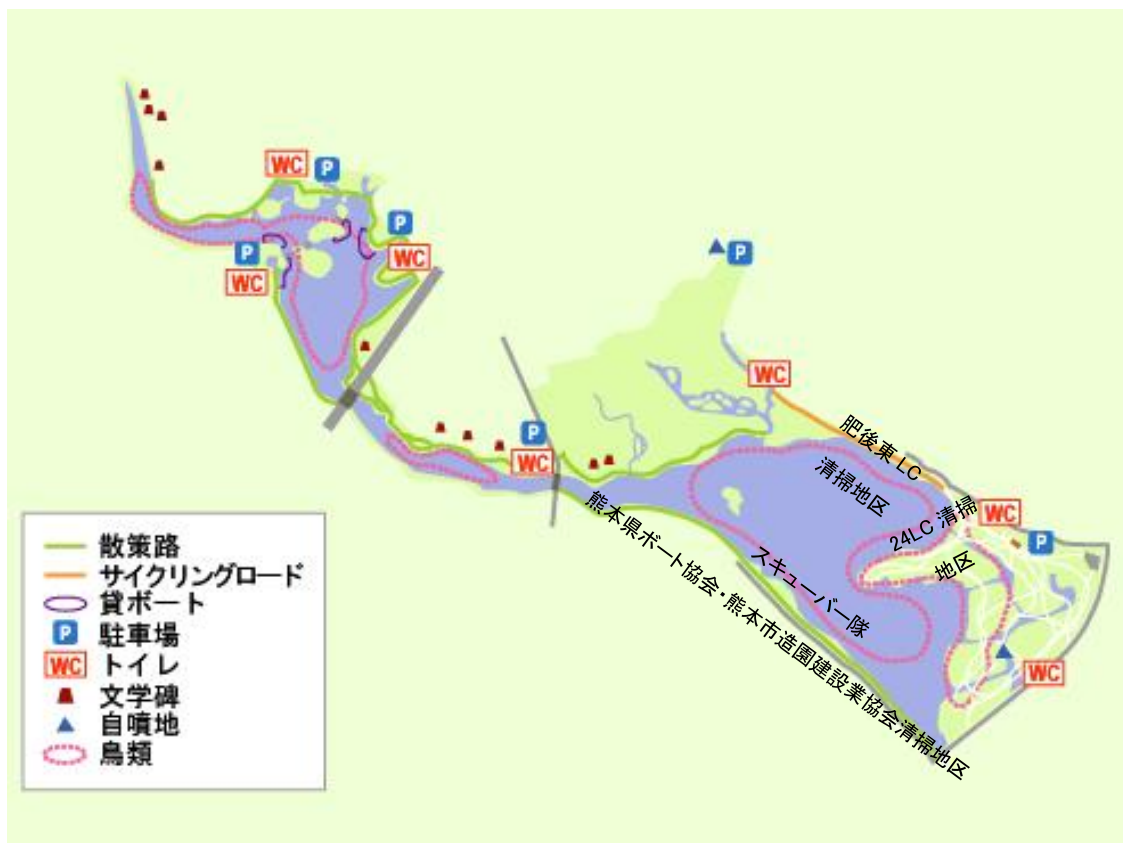 WC
P
P
WC
P
WC
P
WC
P
WC
肥後東LC
清掃地区
24LC 清掃
地区
WC
P
WC
熊本県ボート協会・熊本市造園建設業協会清掃地区
スキューバー隊
散策路
サイクリングロード
貸ボート
P 駐車場
WC トイレ
文学碑
自噴地
鳥類